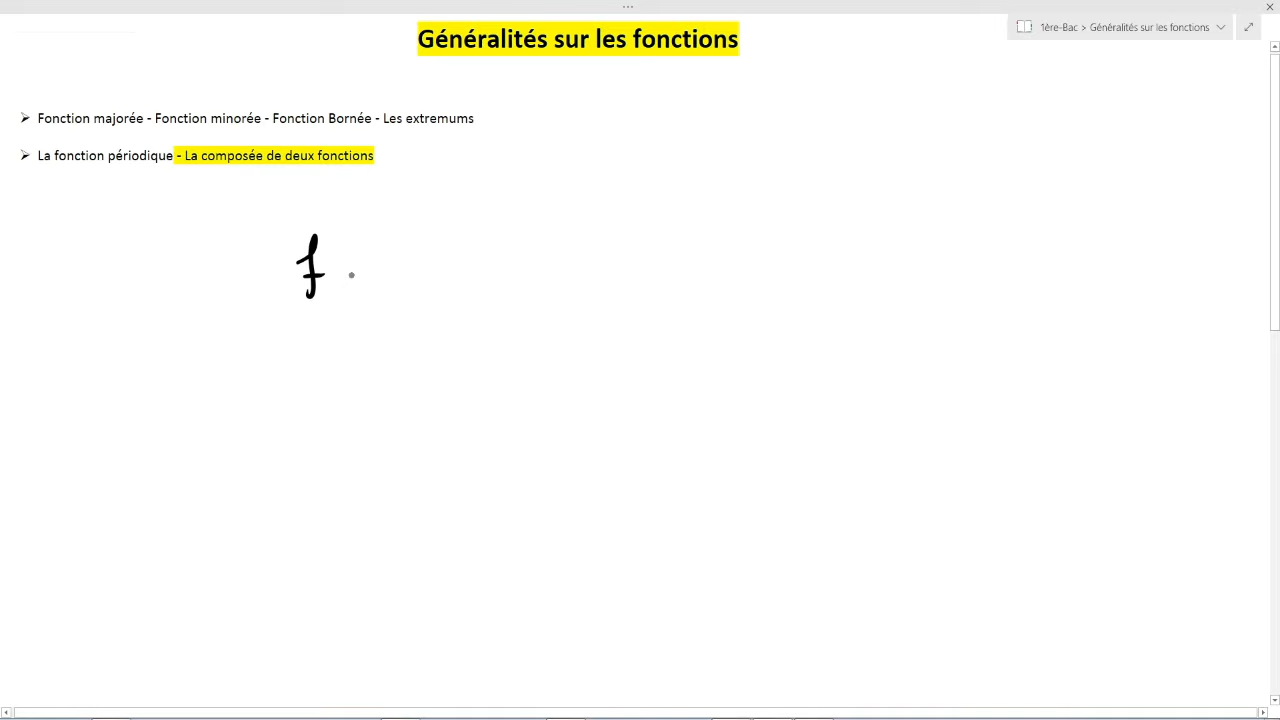 Généralités sur les fonctions
1ère-Bac > Généralités sur les fonctions
➢ Fonction majorée - Fonction minorée - Fonction Bornée - Les extremums
➢ La fonction périodique - La composée de deux fonctions
f